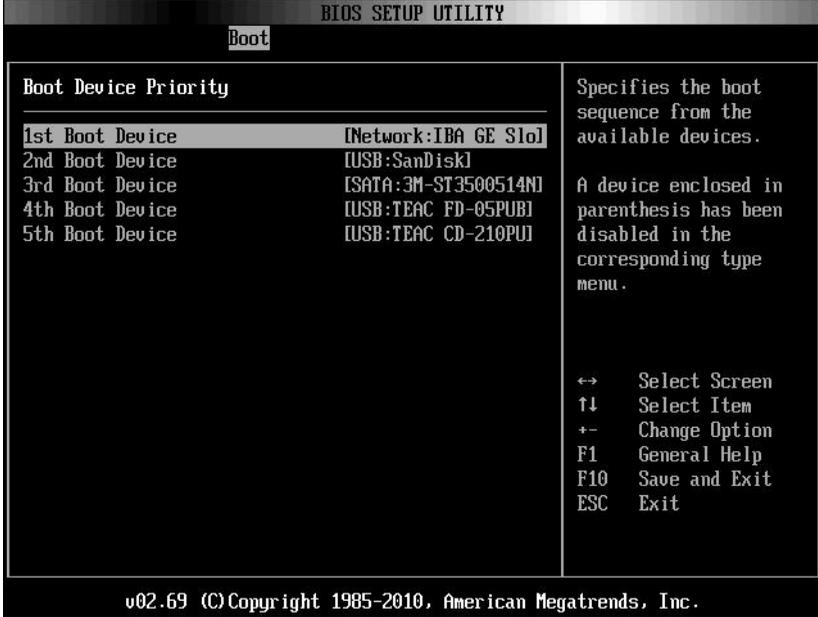 BIOS SETUP UTILITY
Boot
Boot Device Priority
1st Boot Device [Network:IBA GE Slo]
2nd Boot Device [USB:SanDisk]
3rd Boot Device [SATA:3M-ST3500514N]
4th Boot Device [USB:TEAC FD-05PUB]
5th Boot Device [USB:TEAC CD-210PU]
Specifies the boot
sequence from the
available devices.
A device enclosed in
parenthesis has been
disabled in the
corresponding type
menu.
↔ Select Screen
↑↓ Select Item
+- Change Option
F1 General Help
F10 Save and Exit
ESC Exit
v02.69 (C)Copyright 1985-2010, American Megatrends, Inc.